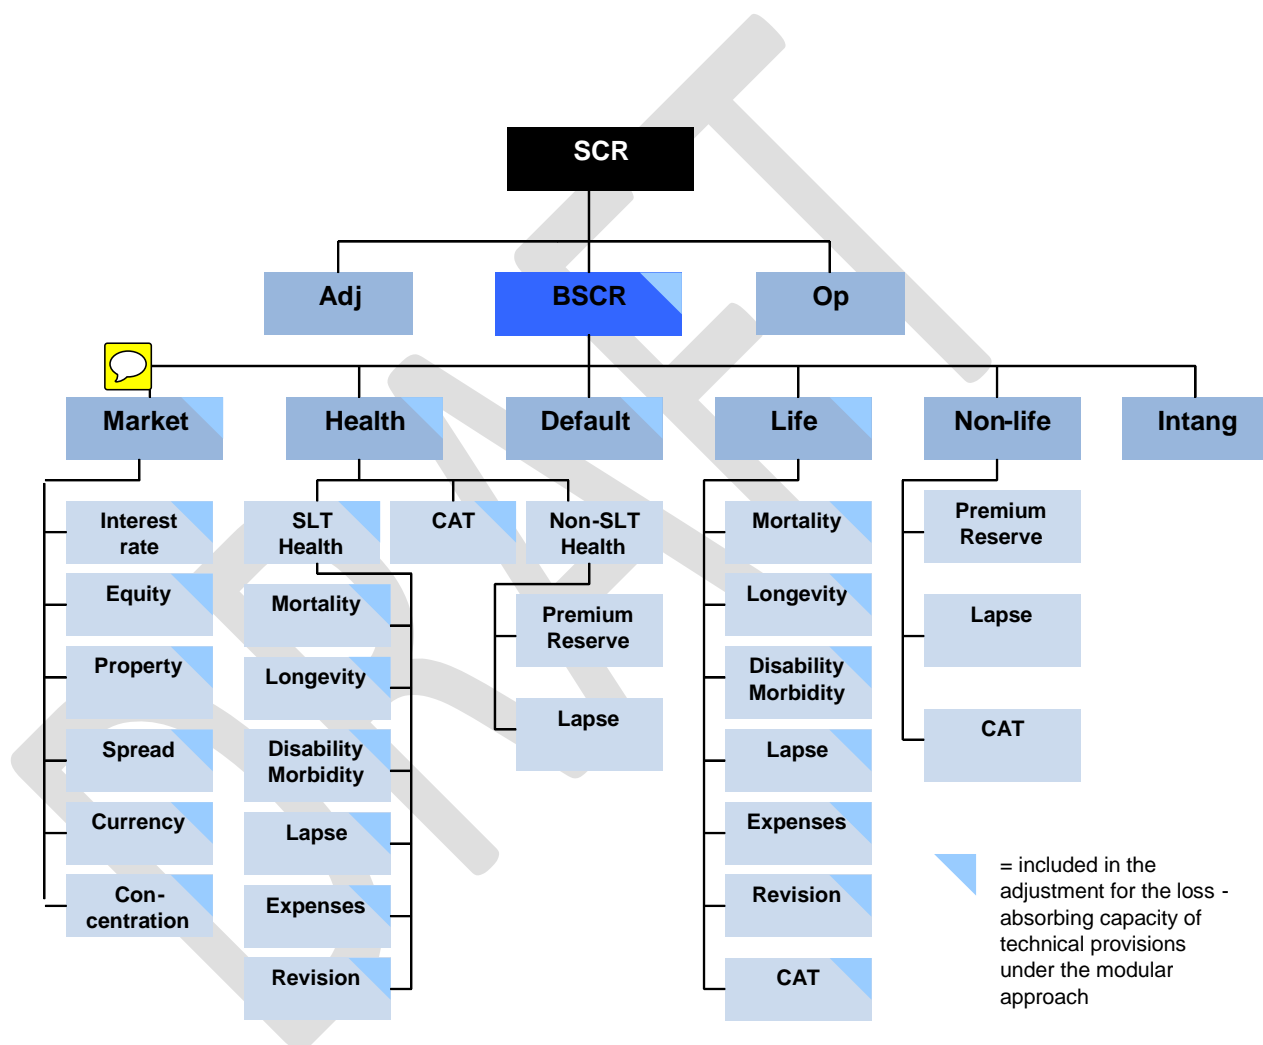 SCR
Adj
BSCR
Op
Market
Health
Default
Life
Non-life
Intang
Interest
rate
Equity
Property
Spread
Currency
Con-
centration
SLT
Health
CAT
Non-SLT
Health
Mortality
Longevity
Disability
Morbidity
Lapse
Expenses
Revision
Premium
Reserve
Lapse
Mortality
Longevity
Disability
Morbidity
Lapse
Expenses
Revision
CAT
Premium
Reserve
Lapse
CAT
= included in the
adjustment for the loss -
absorbing capacity of
technical provisions
under the modular
approach
DRAFT